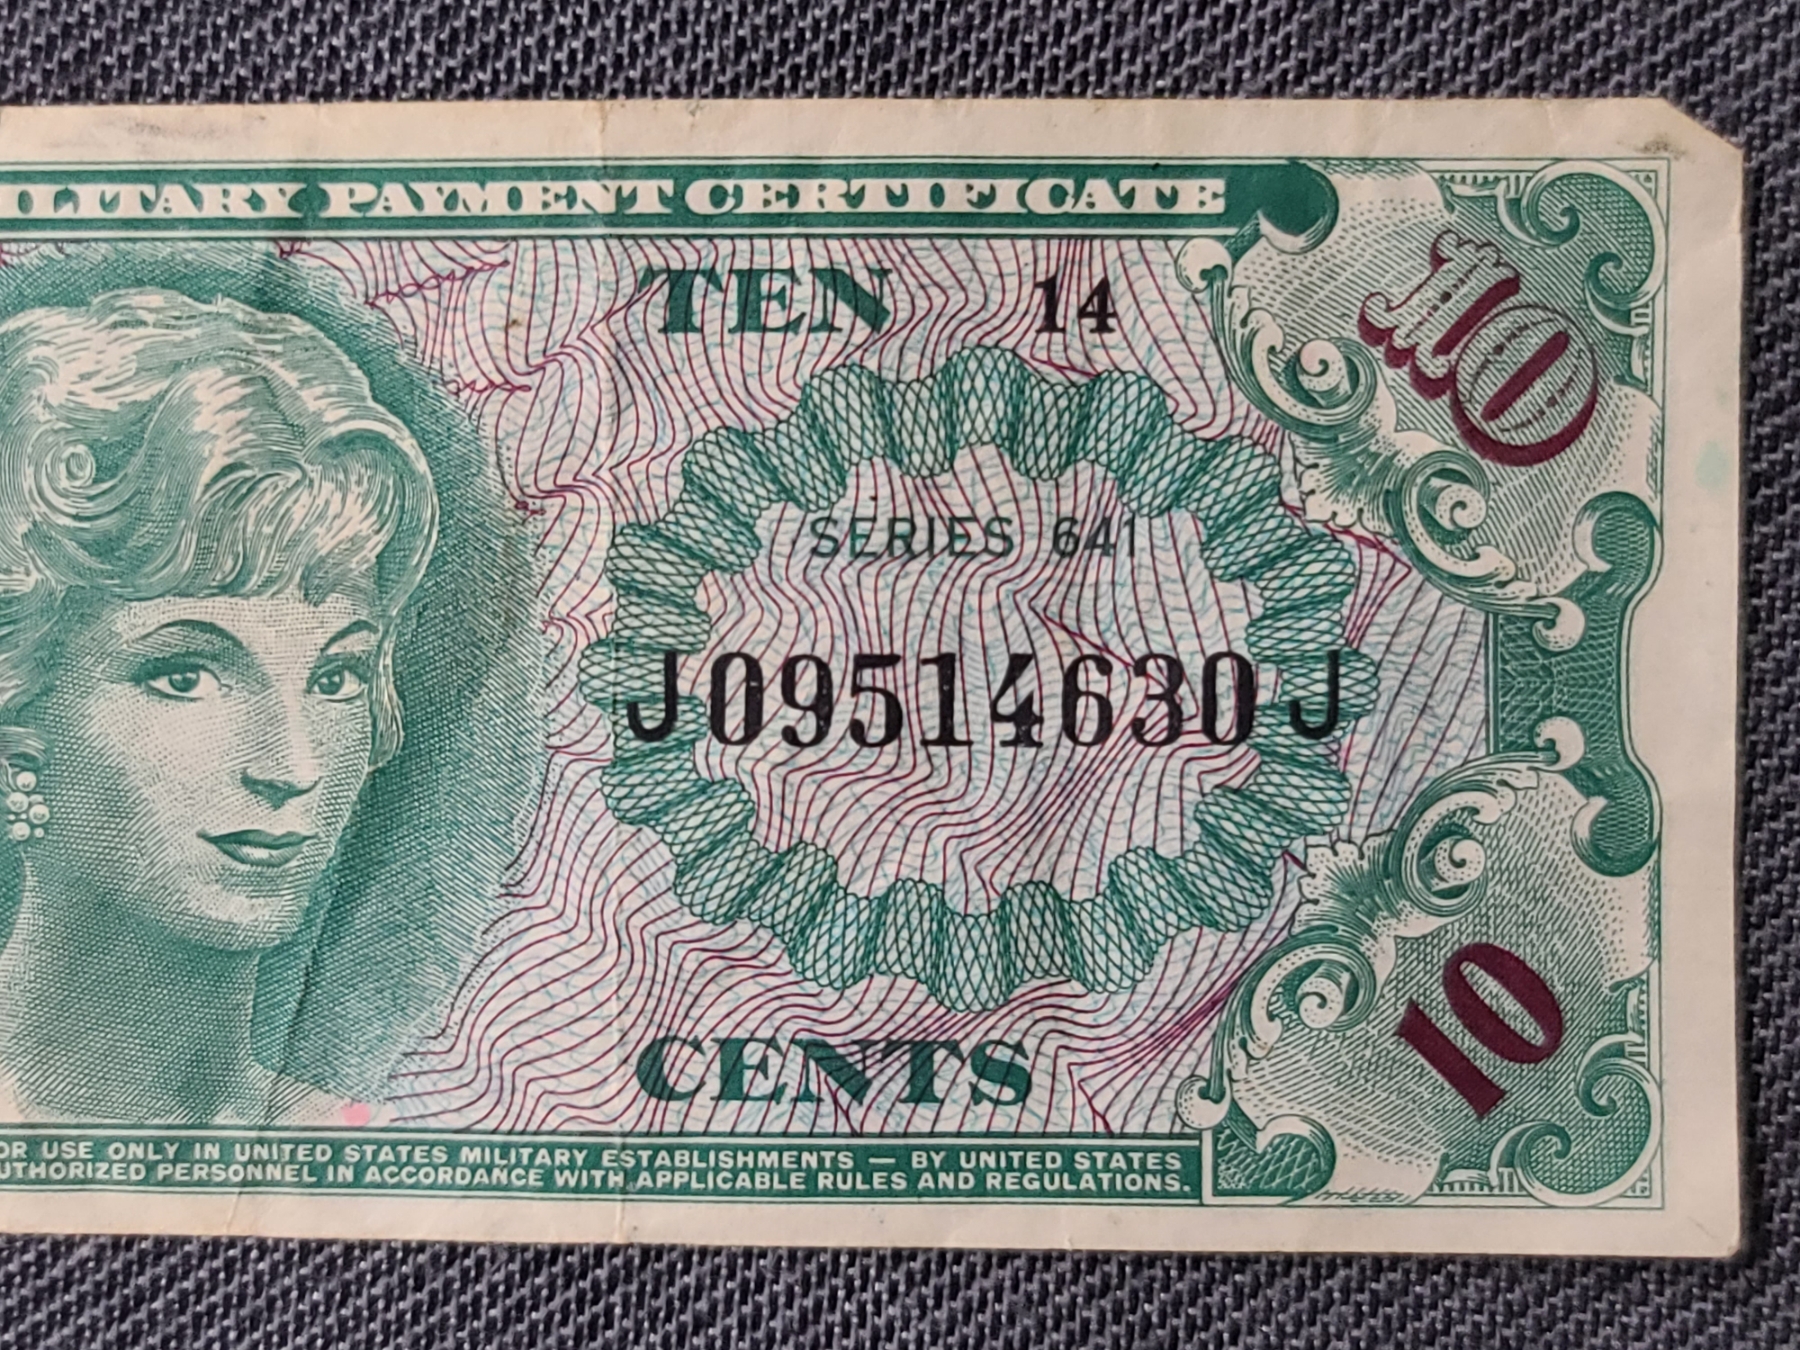 ILITARY PAYMENT CERTIFICATE
TEN 14
10
SERIES 641
J09514630J
CENTS
10
OR USE ONLY IN UNITED STATES MILITARY ESTABLISHMENTS — BY UNITED STATES
UTHORIZED PERSONNEL IN ACCORDANCE WITH APPLICABLE RULES AND REGULATIONS.